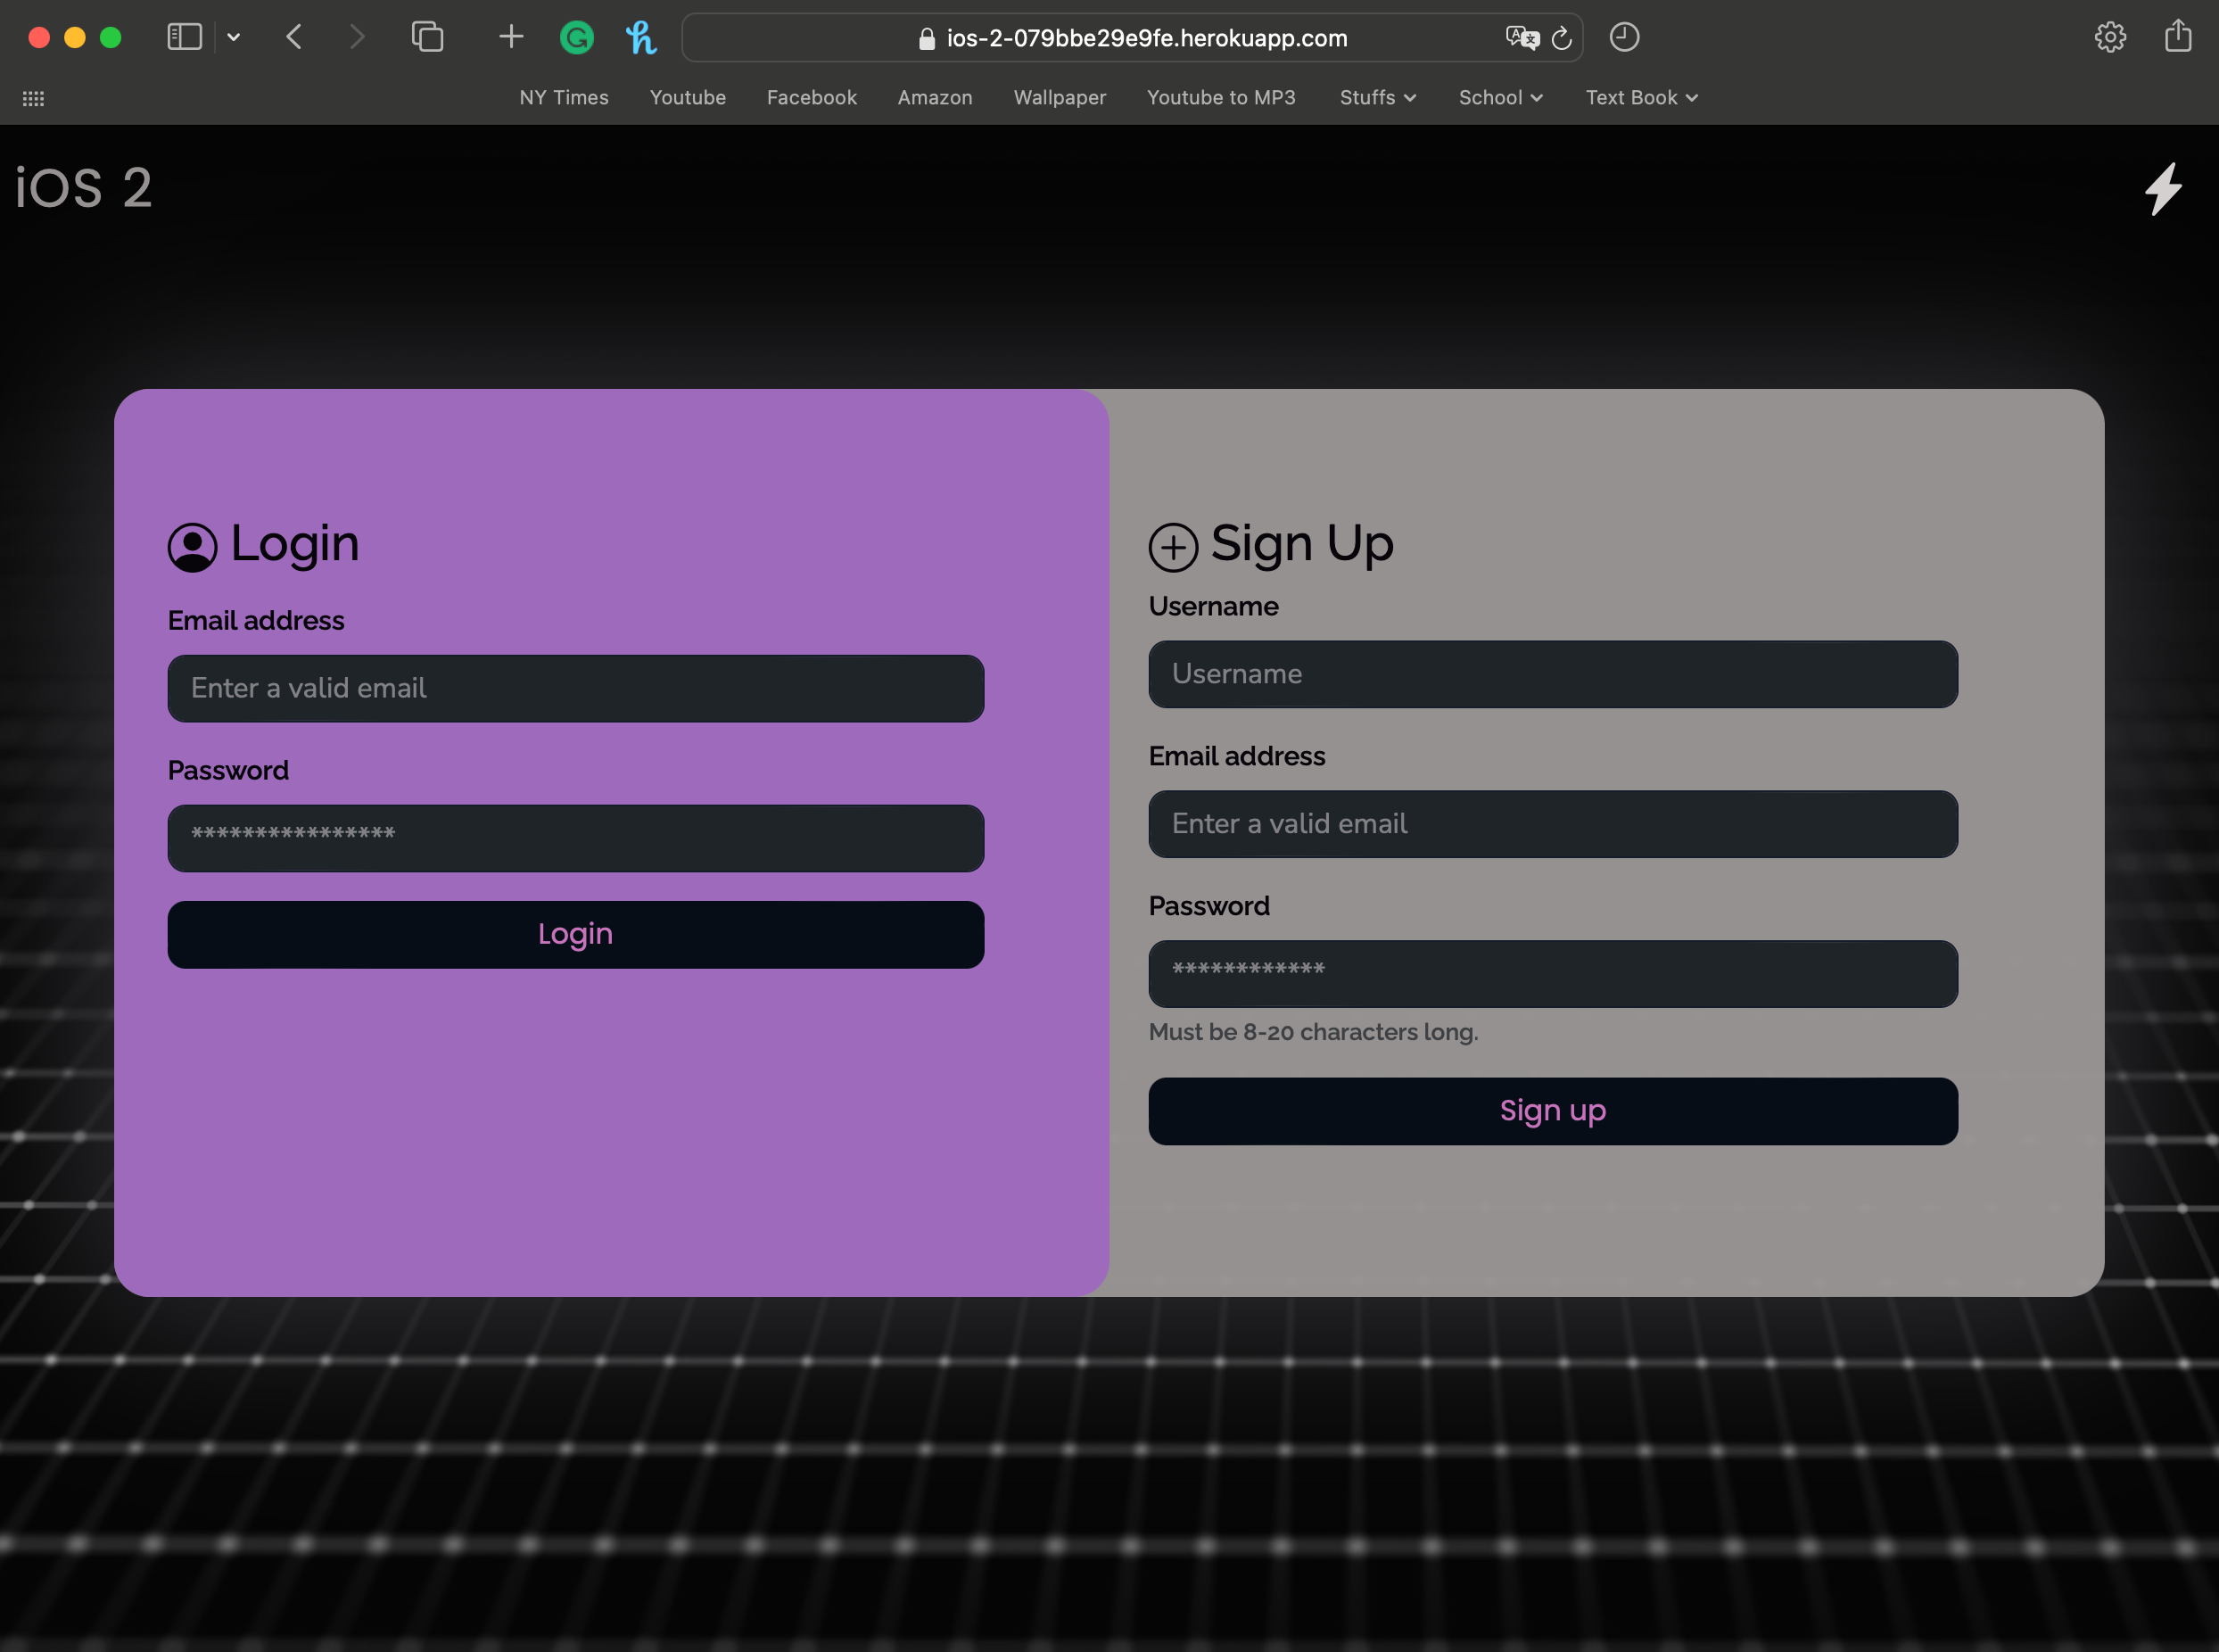 ios-2-079bbe29e9fe.herokuapp.com
NY Times Youtube Facebook Amazon Wallpaper Youtube to MP3 Stuffs School Text Book
iOS 2
Login
Email address
Enter a valid email
Password
****************
Login
Sign Up
Username
Username
Email address
Enter a valid email
Password
************
Must be 8-20 characters long.
Sign up